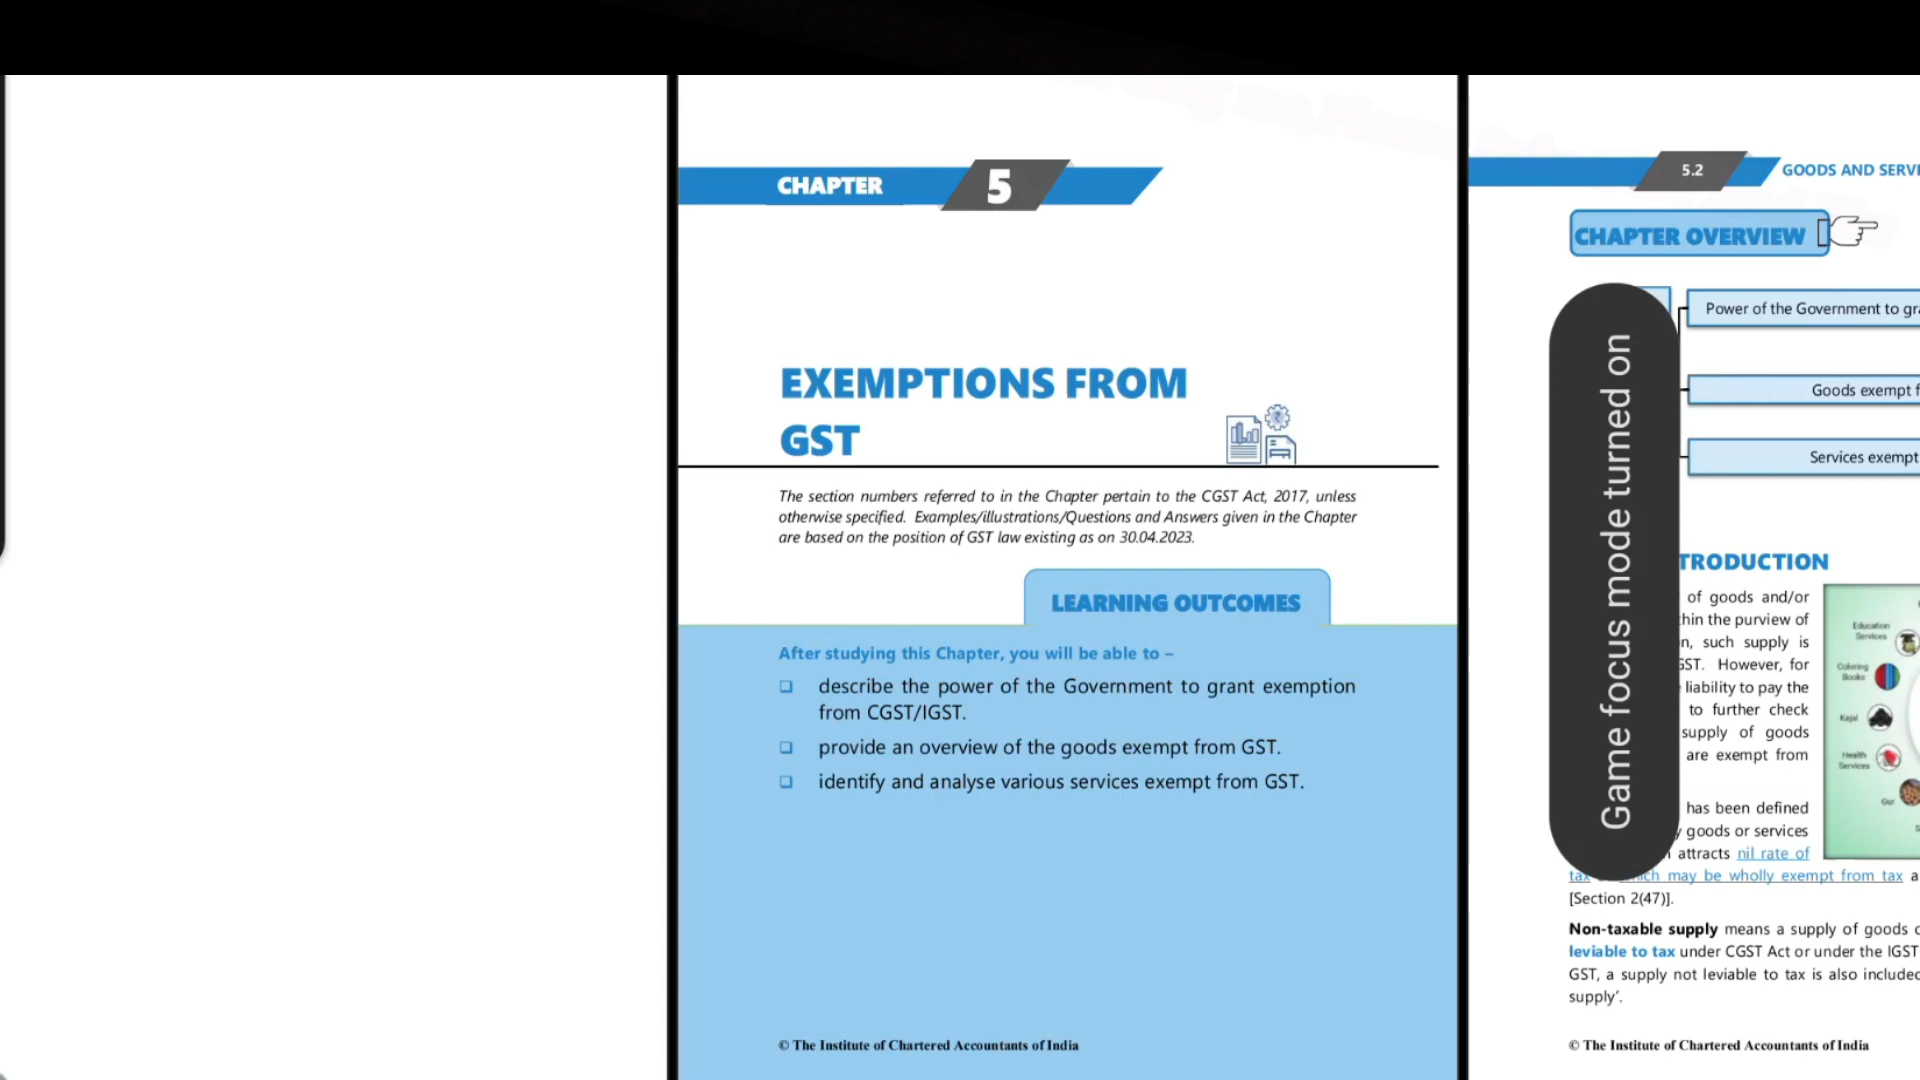 CHAPTER 5
EXEMPTIONS FROM
GST
The section numbers referred to in the Chapter pertain to the CGST Act, 2017, unless
otherwise specified. Examples/illustrations/Questions and Answers given in the Chapter
are based on the position of GST law existing as on 30.04.2023.
LEARNING OUTCOMES
After studying this Chapter, you will be able to –
❑ describe the power of the Government to grant exemption
from CGST/IGST.
❑ provide an overview of the goods exempt from GST.
❑ identify and analyse various services exempt from GST.
© The Institute of Chartered Accountants of India
5.2 GOODS AND
CHAPTER OVERVIEW
Power of the Government to
Goods exempt
Services exempt
Game focus mode turned on
of goods and/or
the purview of
such supply is
However, for
liability to pay the
to further check
supply of goods
are exempt from
Education
Services
Coloring
Books
Kajal
Health
Services
Gur
has been defined
goods or services
attracts nil rate of
tax may be wholly exempt from tax
[Section 2(47)].
Non-taxable supply means a supply of goods
leviable to tax under CGST Act or under the IGST
GST, a supply not leviable to tax is also
supply’.
© The Institute of Chartered Accountants of India